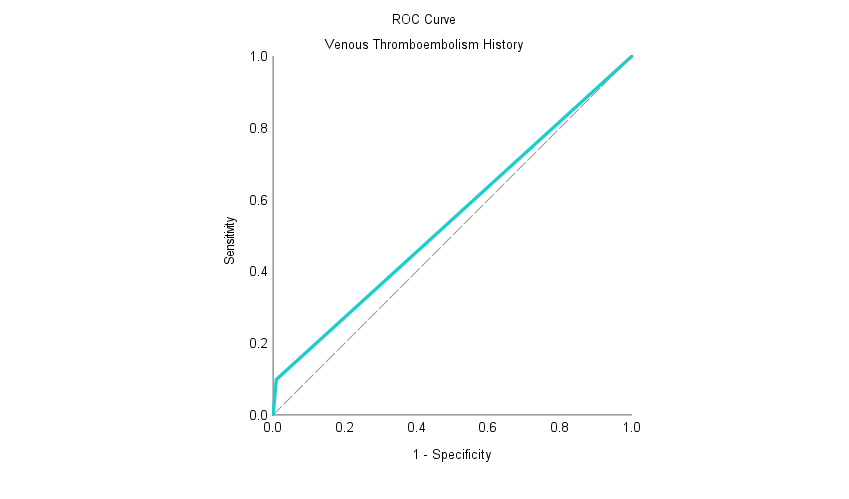 ROC Curve
Venous Thromboembolism History
1.0
0.8
0.6
0.4
0.2
0.0
Sensitivity
0.0 0.2 0.4 0.6 0.8 1.0
1 - Specificity